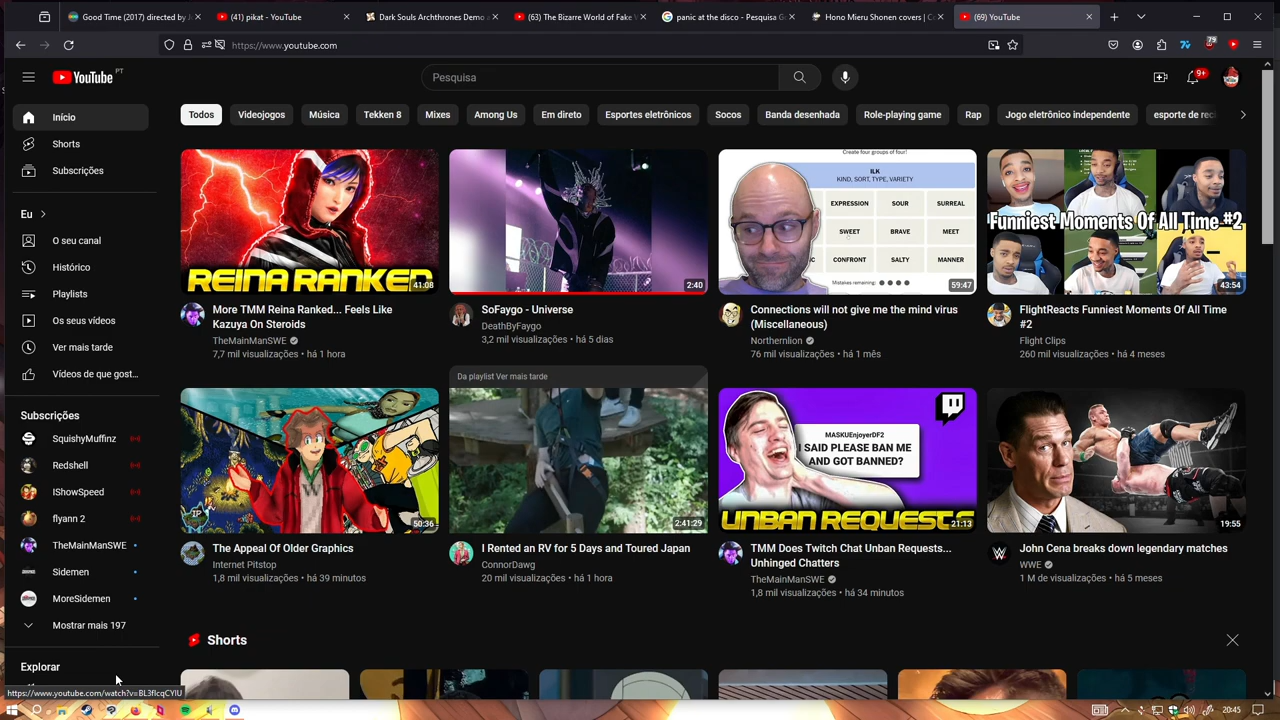 Good Time (2017) directed by J
(41) pikat - YouTube
Dark Souls Archthrones Demo a
(63) The Bizarre World of Fake
panic at the disco - Pesquisa G
Hono Mieru Shonen covers | C
(69) YouTube
https://www.youtube.com
79
YouTube PT
Pesquisa
9+
Início
Shorts
Subscrições
Eu
O seu canal
Histórico
Playlists
Os seus vídeos
Ver mais tarde
Vídeos de que gost...
Subscrições
SquishyMuffinz
Redshell
IShowSpeed
flyann 2
TheMainManSWE
Sidemen
MoreSidemen
Mostrar mais 197
Explorar
https://www.youtube.com/watch?v=BL3flcqCYIU
Todos
Videojogos
Música
Tekken 8
Mixes
Among Us
Em direto
Esportes eletrônicos
Socos
Banda desenhada
Role-playing game
Rap
Jogo eletrônico independente
esporte de rec
REINA RANKED
41:08
More TMM Reina Ranked... Feels Like
Kazuya On Steroids
TheMainManSWE
7,7 mil visualizações • há 1 hora
2:40
SoFaygo - Universe
DeathByFaygo
3,2 mil visualizações • há 5 dias
Create four groups of four!
ILK
KIND, SORT, TYPE, VARIETY
EXPRESSION
SOUR
SURREAL
SWEET
BRAVE
MEET
CONFRONT
SALTY
MANNER
Mistakes remaining:
59:47
Connections will not give me the mind virus
(Miscellaneous)
Northernlion
76 mil visualizações • há 1 mês
Funniest Moments Of All Time #2
43:54
FlightReacts Funniest Moments Of All Time
#2
Flight Clips
260 mil visualizações • há 4 meses
50:36
The Appeal Of Older Graphics
Internet Pitstop
1,8 mil visualizações • há 39 minutos
Da playlist Ver mais tarde
2:41:29
I Rented an RV for 5 Days and Toured Japan
ConnorDawg
20 mil visualizações • há 1 hora
MASKUEnjoyerDF2
I SAID PLEASE BAN ME
AND GOT BANNED?
UNBAN REQUESTS
21:13
TMM Does Twitch Chat Unban Requests...
Unhinged Chatters
TheMainManSWE
1,8 mil visualizações • há 34 minutos
19:55
John Cena breaks down legendary matches
WWE
1 M de visualizações • há 5 meses
Shorts
20:45